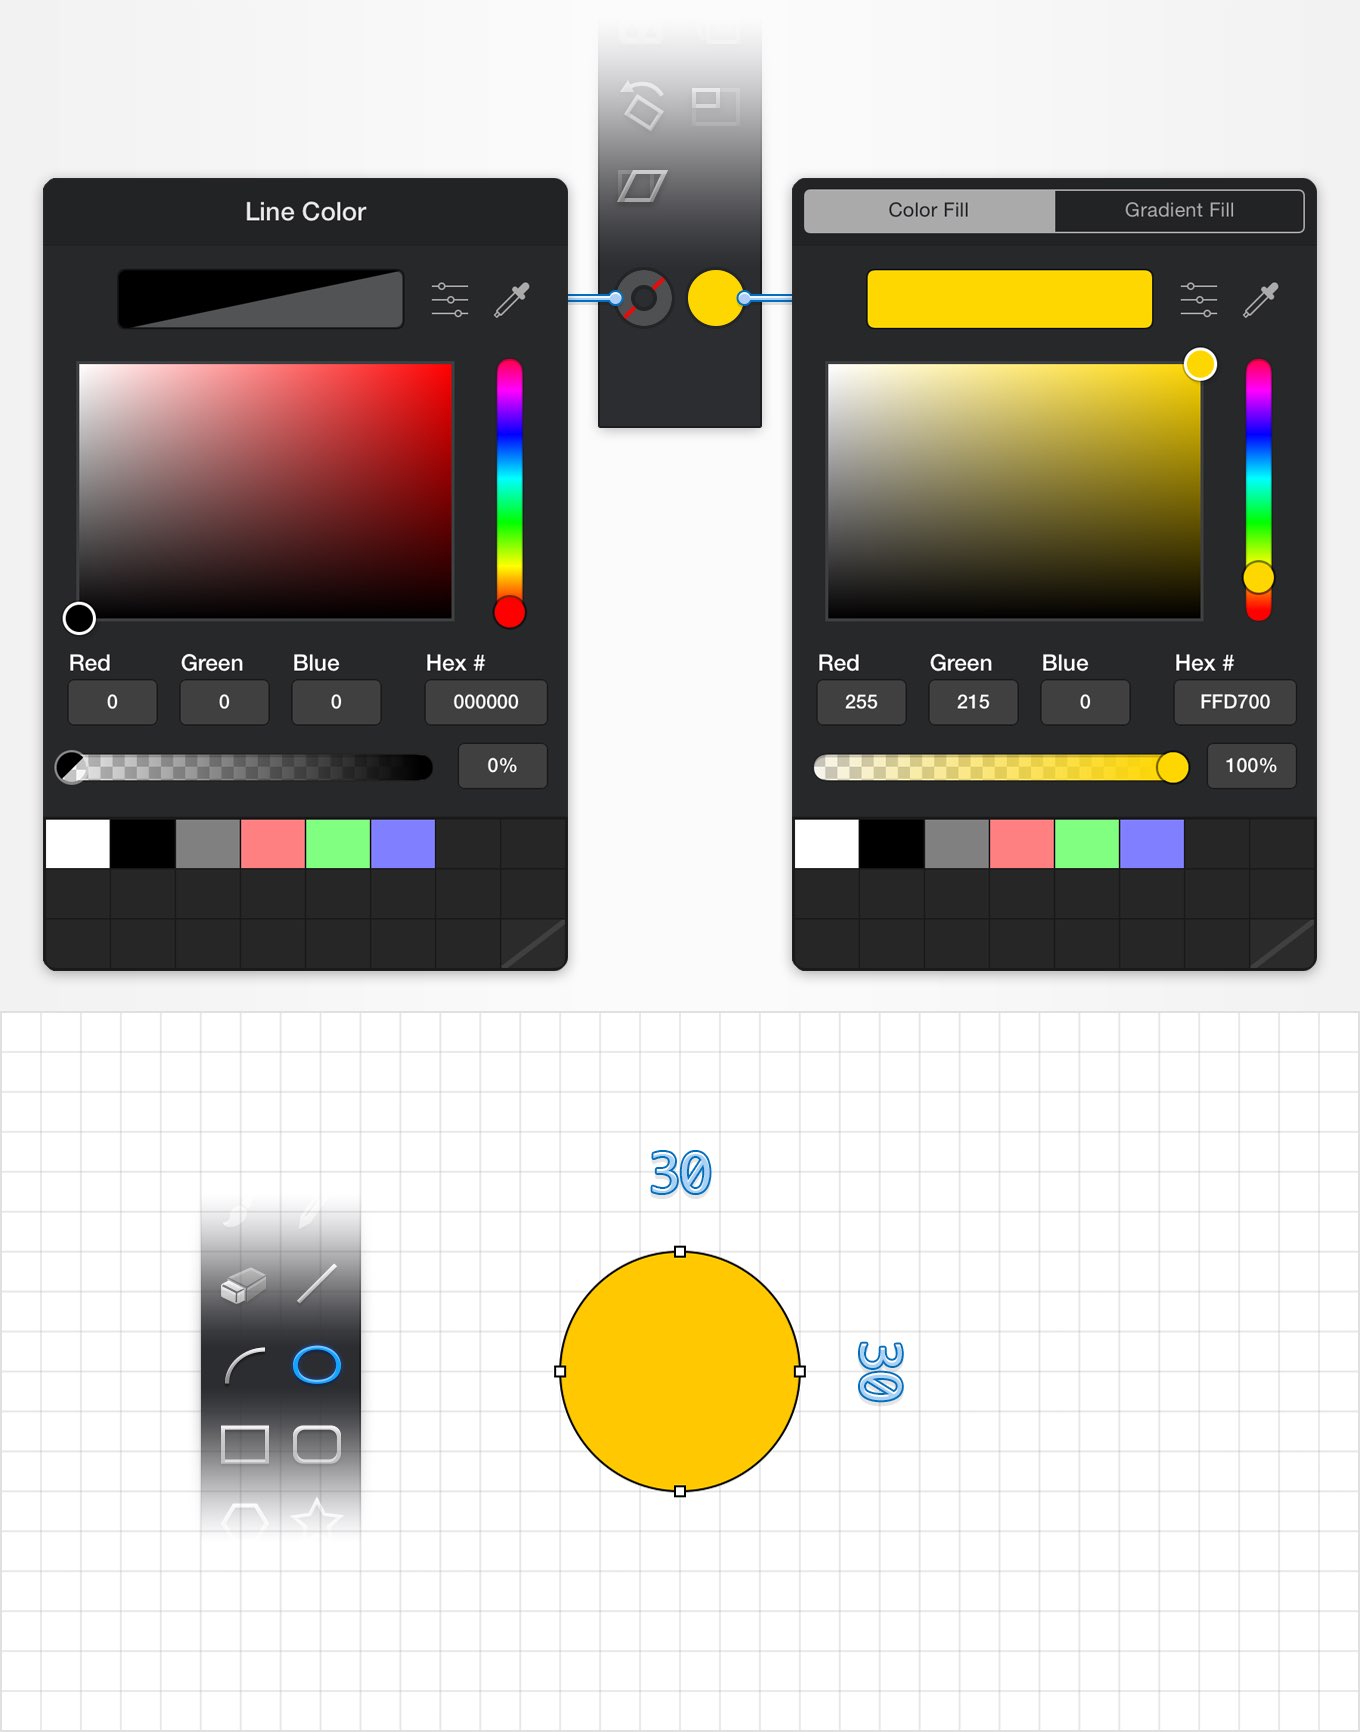 Line Color
Color Fill
Gradient Fill
Red Green Blue Hex #
0 0 0 000000
0%
Red Green Blue Hex #
255 215 0 FFD700
100%
30
30